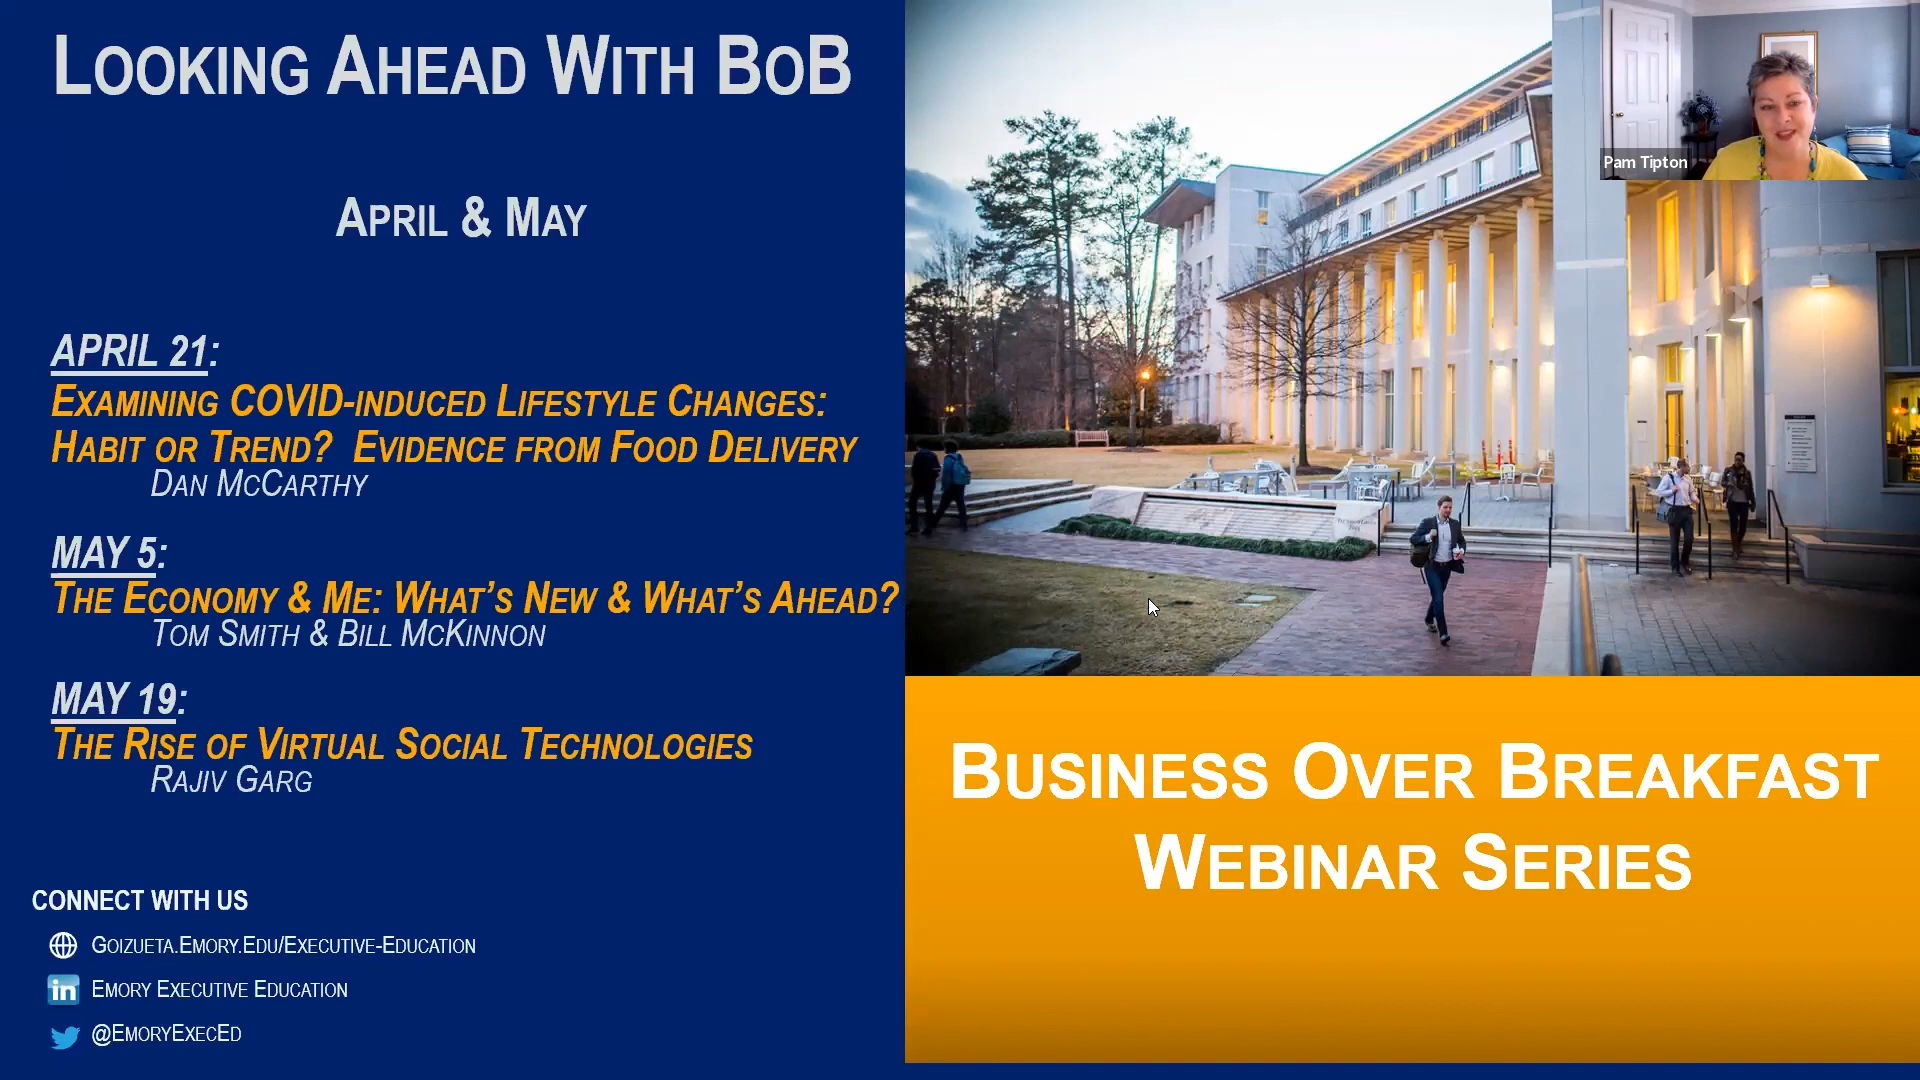 Looking Ahead With BoB
April & May
APRIL 21:
Examining COVID-induced Lifestyle Changes:
Habit or Trend? Evidence from Food Delivery
Dan McCarthy
MAY 5:
The Economy & Me: What's New & What's Ahead?
Tom Smith & Bill McKinnon
MAY 19:
The Rise of Virtual Social Technologies
Rajiv Garg
CONNECT WITH US
Goizueta.Emory.Edu/Executive-Education
in Emory Executive Education
@EmoryExecEd
Pam Tipton
Business Over Breakfast
Webinar Series